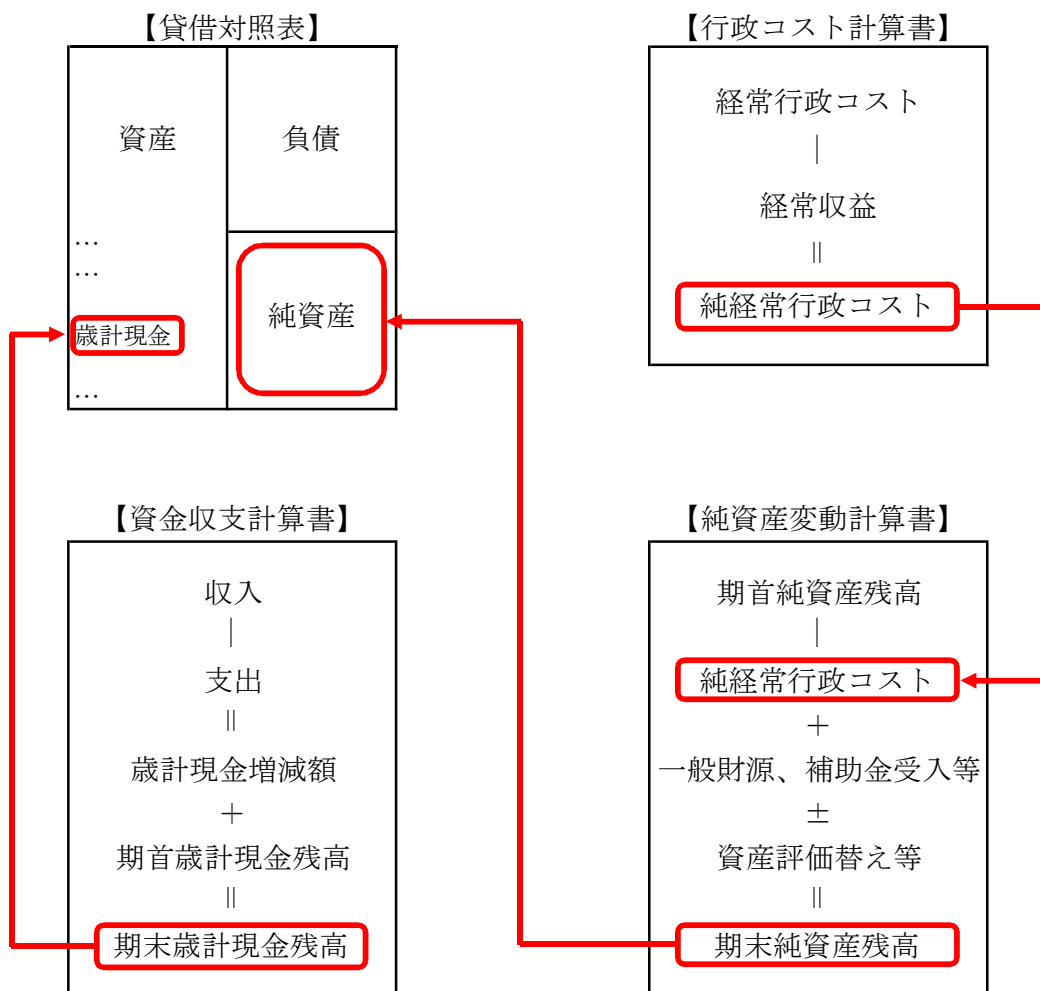 【貸借対照表】
資産
負債
…
…
歳計現金
…
純資産
【行政コスト計算書】
経常行政コスト
|
経常収益
||
純経常行政コスト
【資金収支計算書】
収入
|
支出
||
歳計現金増減額
+
期首歳計現金残高
||
期末歳計現金残高
【純資産変動計算書】
期首純資産残高
|
純経常行政コスト
+
一般財源、補助金受入等
±
資産評価替え等
||
期末純資産残高